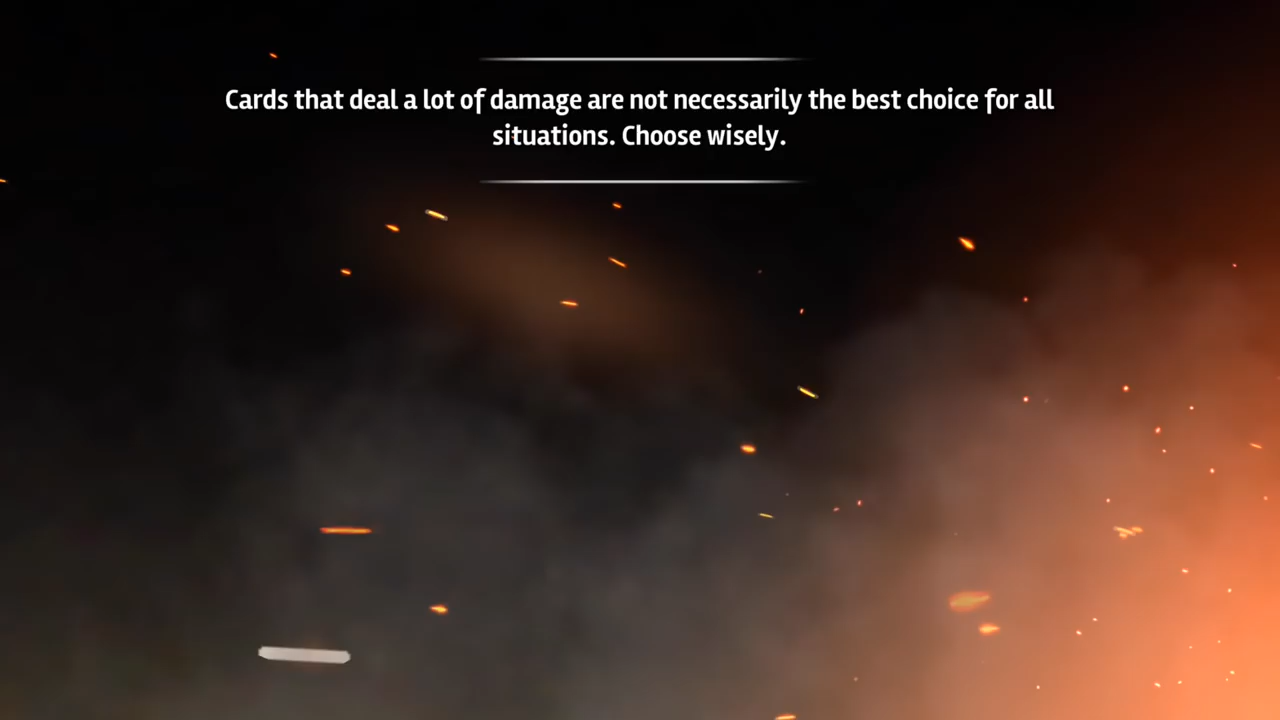 Cards that deal a lot of damage are not necessarily the best choice for all
situations. Choose wisely.